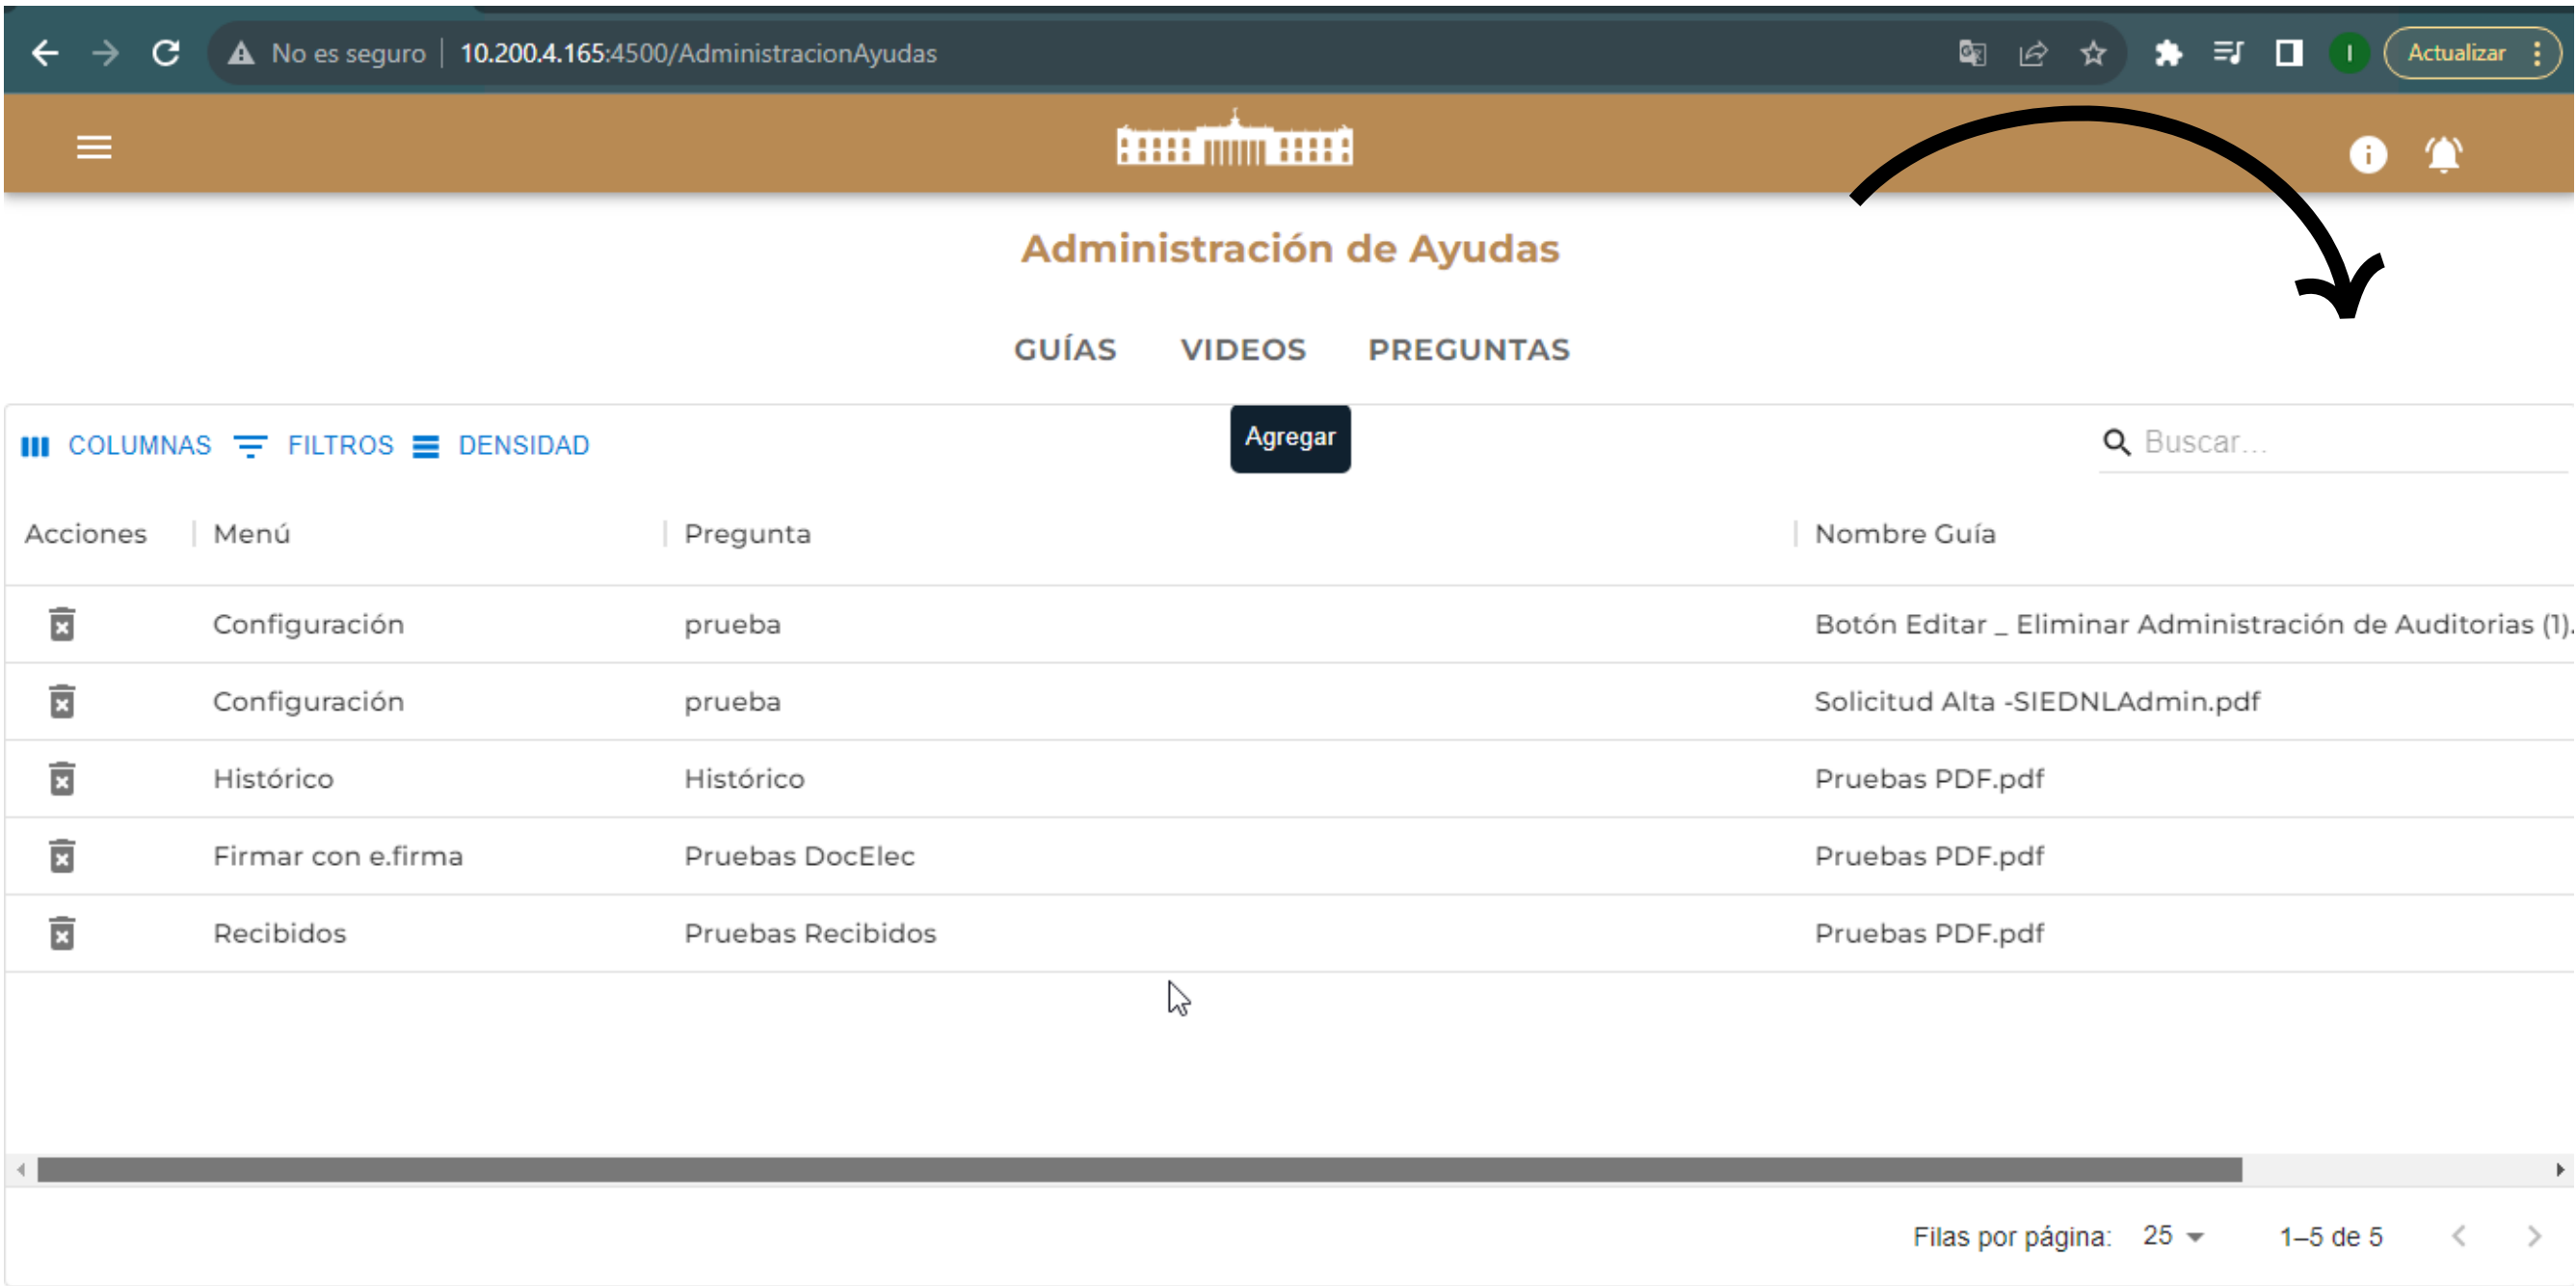 No es seguro | 10.200.4.165:4500/AdministracionAyudas
I
Actualizar
Administración de Ayudas
GUÍAS VIDEOS PREGUNTAS
COLUMNAS FILTROS DENSIDAD Agregar Buscar...
Acciones Menú Pregunta Nombre Guía
Configuración prueba Botón Editar _ Eliminar Administración de Auditorias (1).
Configuración prueba Solicitud Alta -SIEDNLAdmin.pdf
Histórico Histórico Pruebas PDF.pdf
Firmar con e.firma Pruebas DocElec Pruebas PDF.pdf
Recibidos Pruebas Recibidos Pruebas PDF.pdf
Filas por página: 25 1–5 de 5